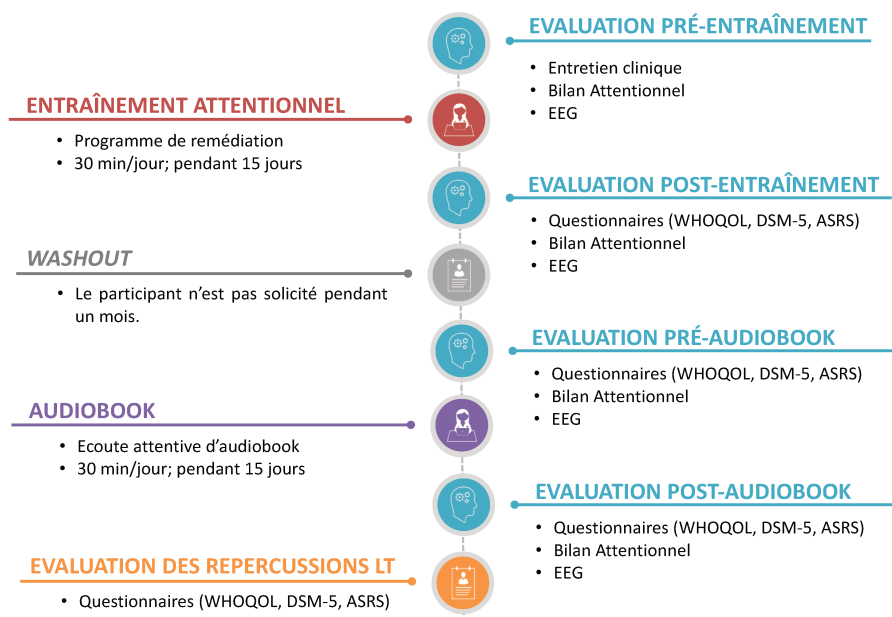 EVALUATION PRÉ-ENTRAÎNEMENT
• Entretien clinique
• Bilan Attentionnel
• EEG
ENTRAÎNEMENT ATTENTIONNEL
• Programme de remédiation
• 30 min/jour; pendant 15 jours
EVALUATION POST-ENTRAÎNEMENT
• Questionnaires (WHOQOL, DSM-5, ASRS)
• Bilan Attentionnel
• EEG
WASHOUT
• Le participant n’est pas solicité pendant
un mois.
EVALUATION PRÉ-AUDIOBOOK
• Questionnaires (WHOQOL, DSM-5, ASRS)
• Bilan Attentionnel
• EEG
AUDIOBOOK
• Ecoute attentive d’audiobook
• 30 min/jour; pendant 15 jours
EVALUATION POST-AUDIOBOOK
• Questionnaires (WHOQOL, DSM-5, ASRS)
• Bilan Attentionnel
• EEG
EVALUATION DES REPERCUSSIONS LT
• Questionnaires (WHOQOL, DSM-5, ASRS)